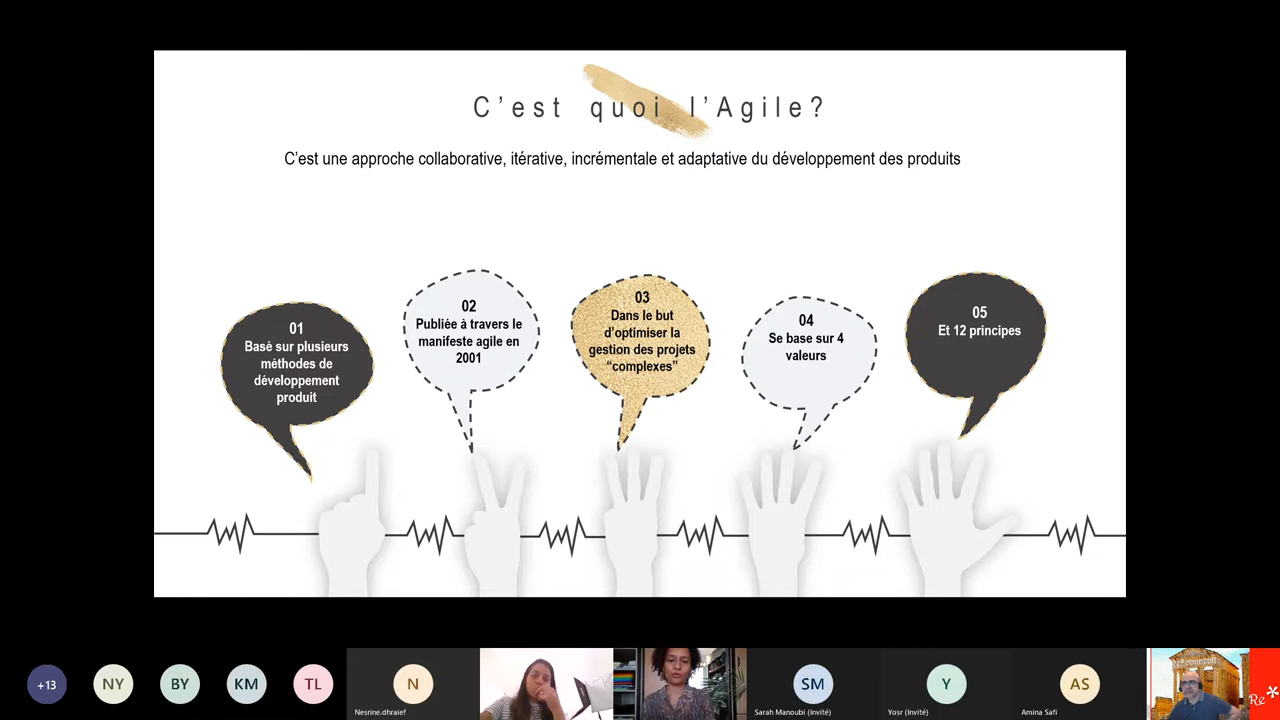 C'est quoi l'Agile?
C'est une approche collaborative, itérative, incrémentale et adaptative du développement des produits
01
Basé sur plusieurs
méthodes de
développement
produit
02
Publiée à travers le
manifeste agile en
2001
03
Dans le but
d'optimiser la
gestion des projets
“complexes”
04
Se base sur 4
valeurs
05
Et 12 principes
+13
NY
BY
KM
TL
N
Nesrine.dhraief
SM
Sarah Manoubi (Invité)
Y
Yosr (Invité)
AS
Amina Safi
Re*